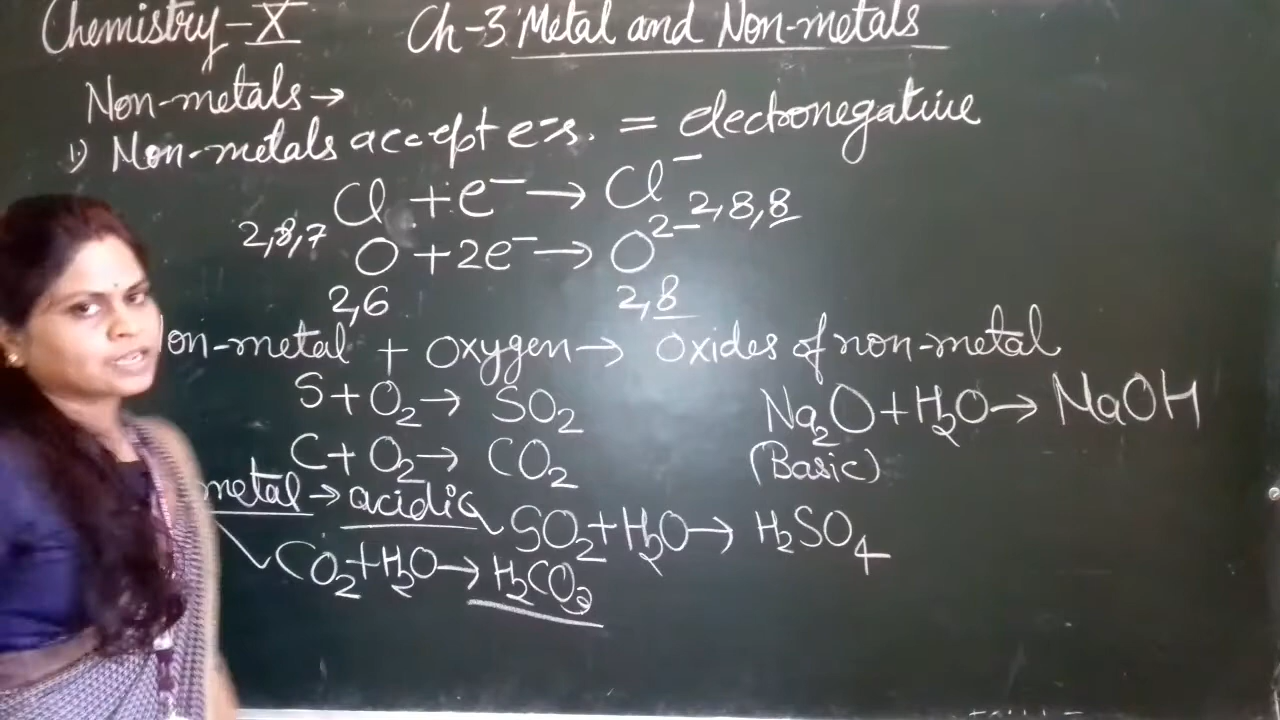 Chemistry-X Ch-3 Metal and Non-metals
Non-metals →
1) Non-metals accept e⁻s. = electronegative
Cl + e⁻ → Cl⁻
2,8,7 2,8,8
O + 2e⁻ → O²⁻
2,6 2,8
on-metal + Oxygen → Oxides of non-metal
S + O₂ → SO₂ Na₂O + H₂O → NaOH
C + O₂ → CO₂ (Basic)
metal → acidic SO₂ + H₂O → H₂SO₄
CO₂ + H₂O → H₂CO₃